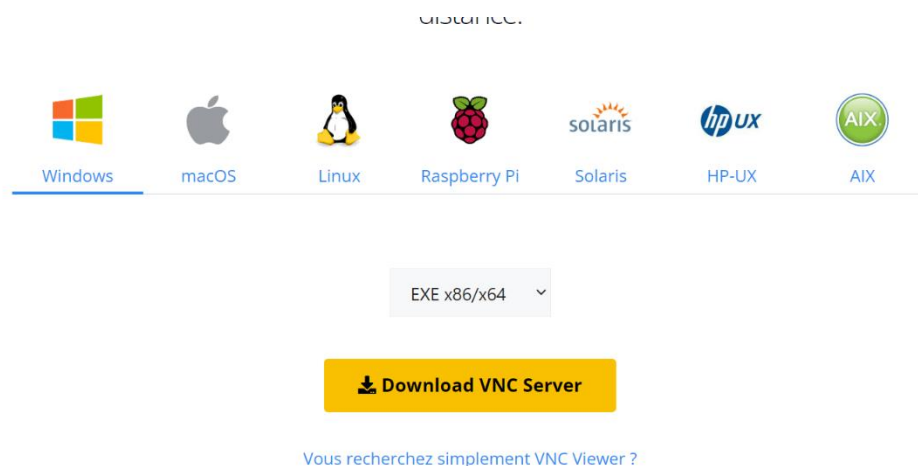 distance.
solaris
hp UX
AIX
Windows macOS Linux Raspberry Pi Solaris HP-UX AIX
EXE x86/x64
Download VNC Server
Vous recherchez simplement VNC Viewer ?